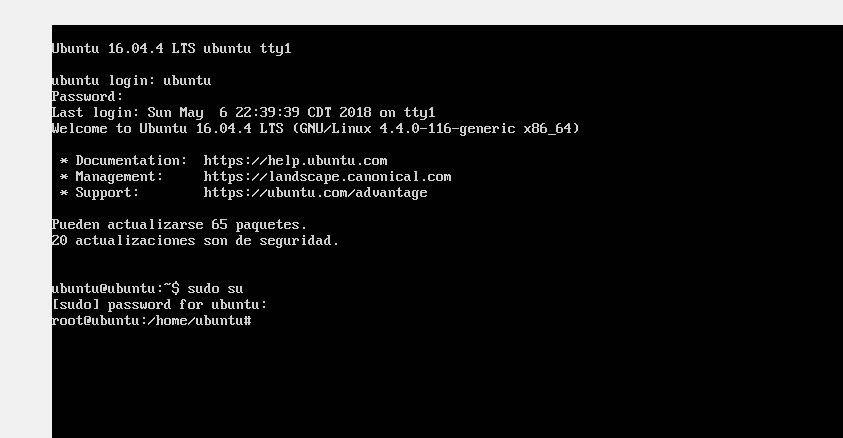 Ubuntu 16.04.4 LTS ubuntu tty1
ubuntu login: ubuntu
Password:
Last login: Sun May  6 22:39:39 CDT 2018 on tty1
Welcome to Ubuntu 16.04.4 LTS (GNU/Linux 4.4.0-116-generic x86_64)
* Documentation:  https://help.ubuntu.com
* Management:     https://landscape.canonical.com
* Support:        https://ubuntu.com/advantage
Pueden actualizarse 65 paquetes.
20 actualizaciones son de seguridad.
ubuntu@ubuntu:~$ sudo su
[sudo] password for ubuntu:
root@ubuntu:/home/ubuntu#